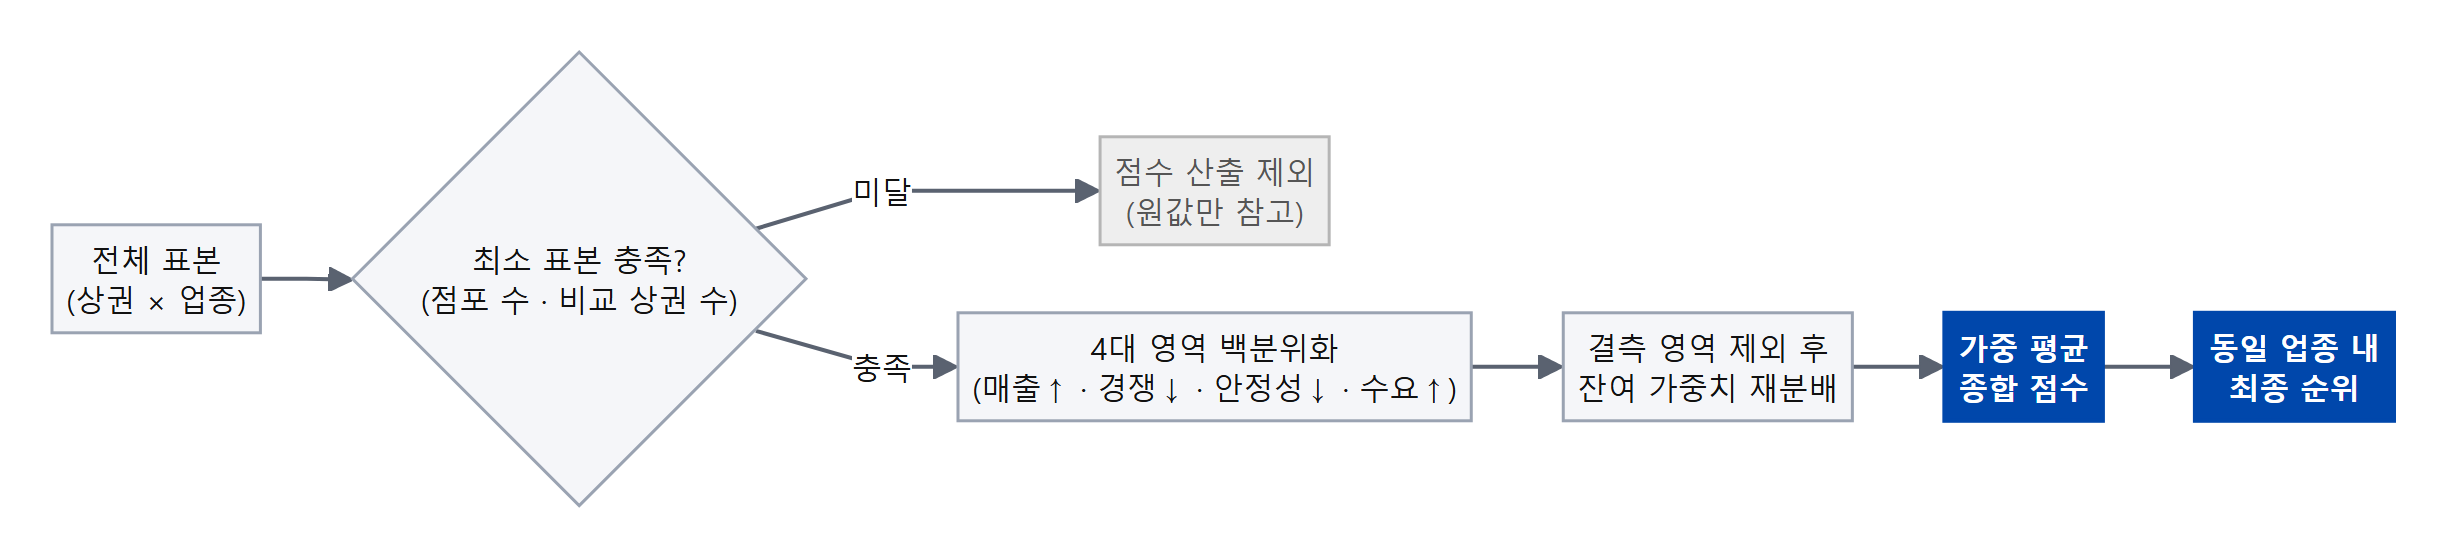 전체 표본
(상권 × 업종)
최소 표본 충족?
(점포 수 · 비교 상권 수)
미달
점수 산출 제외
(원값만 참고)
충족
4대 영역 백분위화
(매출↑ · 경쟁↓ · 안정성↓ · 수요↑)
결측 영역 제외 후
잔여 가중치 재분배
가중 평균
종합 점수
동일 업종 내
최종 순위